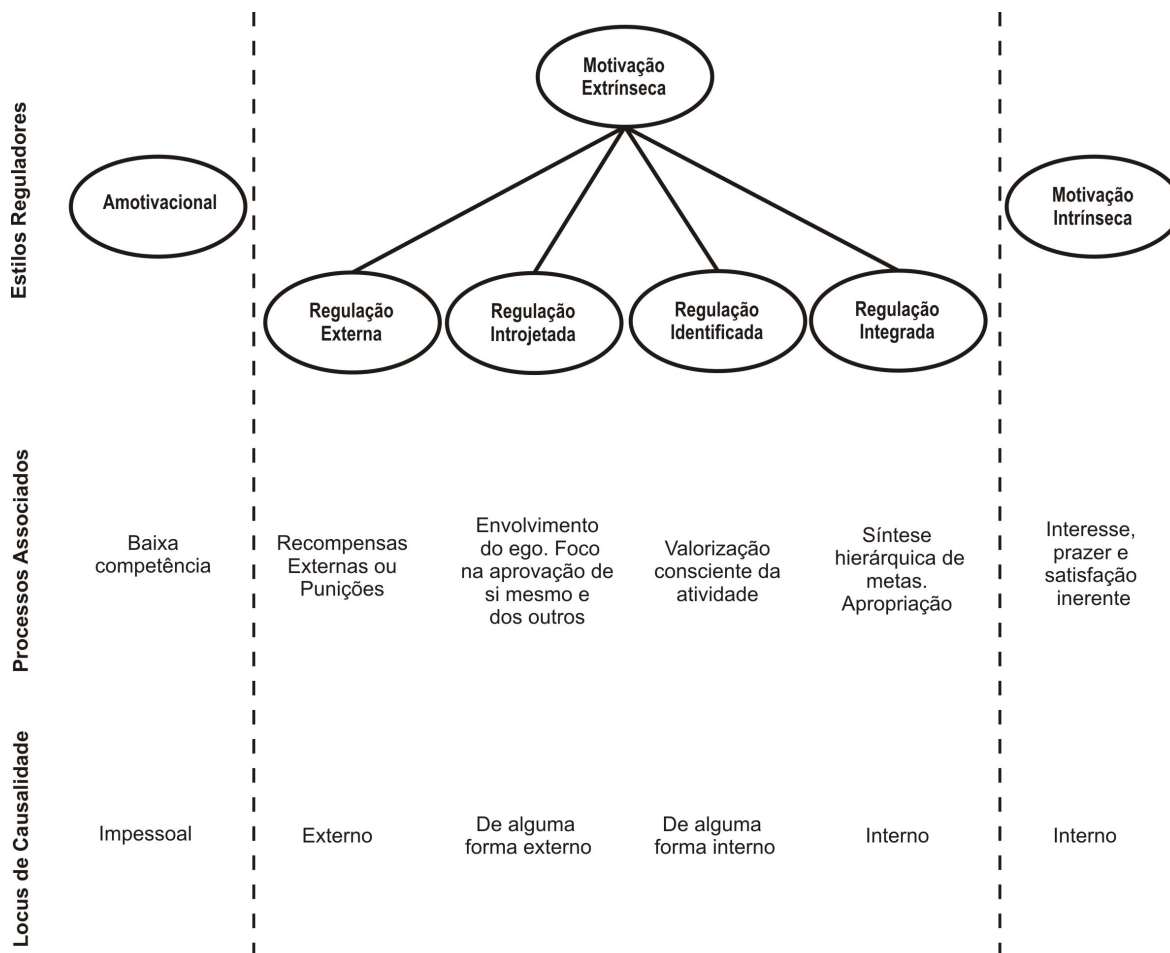 Estilos Reguladores
Motivação
Extrínseca
Amotivacional
Motivação
Intrínseca
Regulação
Externa
Regulação
Introjetada
Regulação
Identificada
Regulação
Integrada
Processos Associados
Baixa
competência
Recompensas
Externas ou
Punições
Envolvimento
do ego. Foco
na aprovação de
si mesmo e
dos outros
Valorização
consciente da
atividade
Síntese
hierárquica de
metas.
Apropriação
Interesse,
prazer e
satisfação
inerente
Locus de Causalidade
Impessoal
Externo
De alguma
forma externo
De alguma
forma interno
Interno
Interno